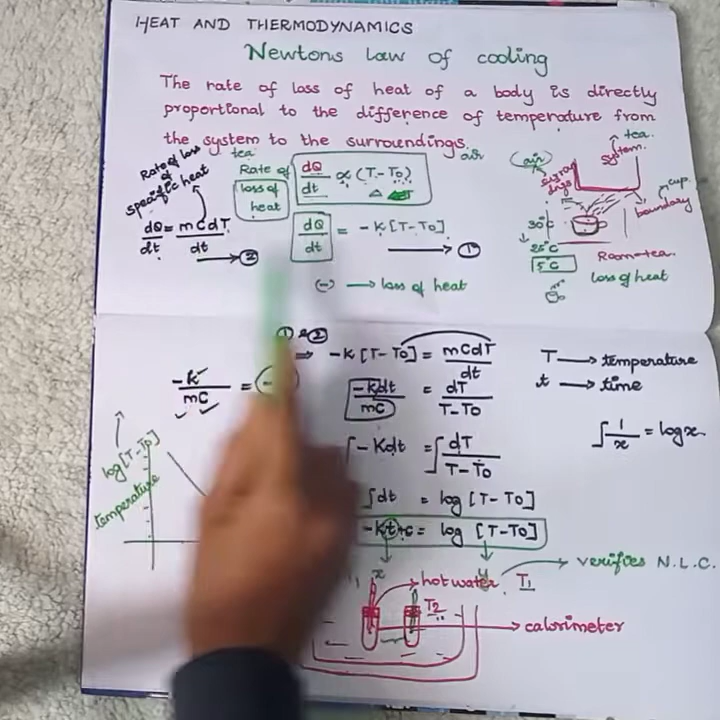 HEAT AND THERMODYNAMICS
Newtons law of cooling
The rate of loss of heat of a body is directly
proportional to the difference of temperature from
the system to the surroundings.
tea
air
Rate of loss of
specific heat
Rate of
loss of
heat
dQ/dt ∝ (T-To)
Δ
dQ/dt = mCdT/dt → ②
dQ/dt = -K[T-To]. → ①
(-) → loss of heat
tea.
system.
(air)
cup.
boundary
30°C
25°C
5°C
Room-tea.
loss of heat
① & ②
⇒ -K [T-To] = mCdT/dt
-K/mC = (-
-Kdt/mC = dT/T-To
∫-Kdt = ∫dT/T-To
∫dt = log [T-To]
-Kt+c = log [T-To]
T → temperature
t → time
∫1/x = logx
log[T-To]
temperature
x
y
→ verifies N.L.C.
hot water. T1
T2
→ calorimeter